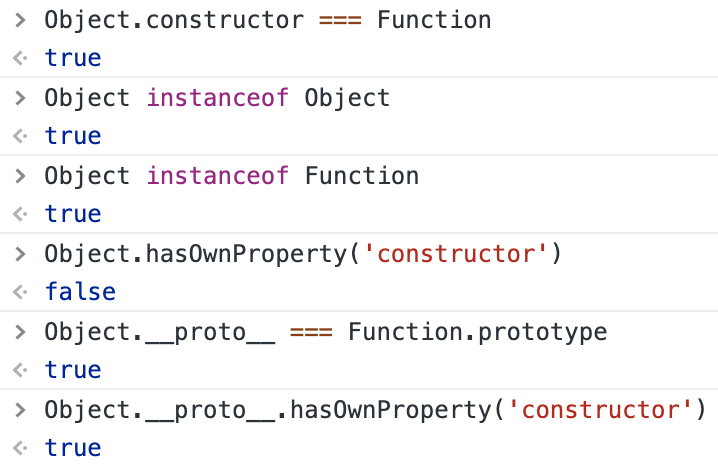 > Object.constructor === Function
<· true
> Object instanceof Object
<· true
> Object instanceof Function
<· true
> Object.hasOwnProperty('constructor')
<· false
> Object.__proto__ === Function.prototype
<· true
> Object.__proto__.hasOwnProperty('constructor')
<· true